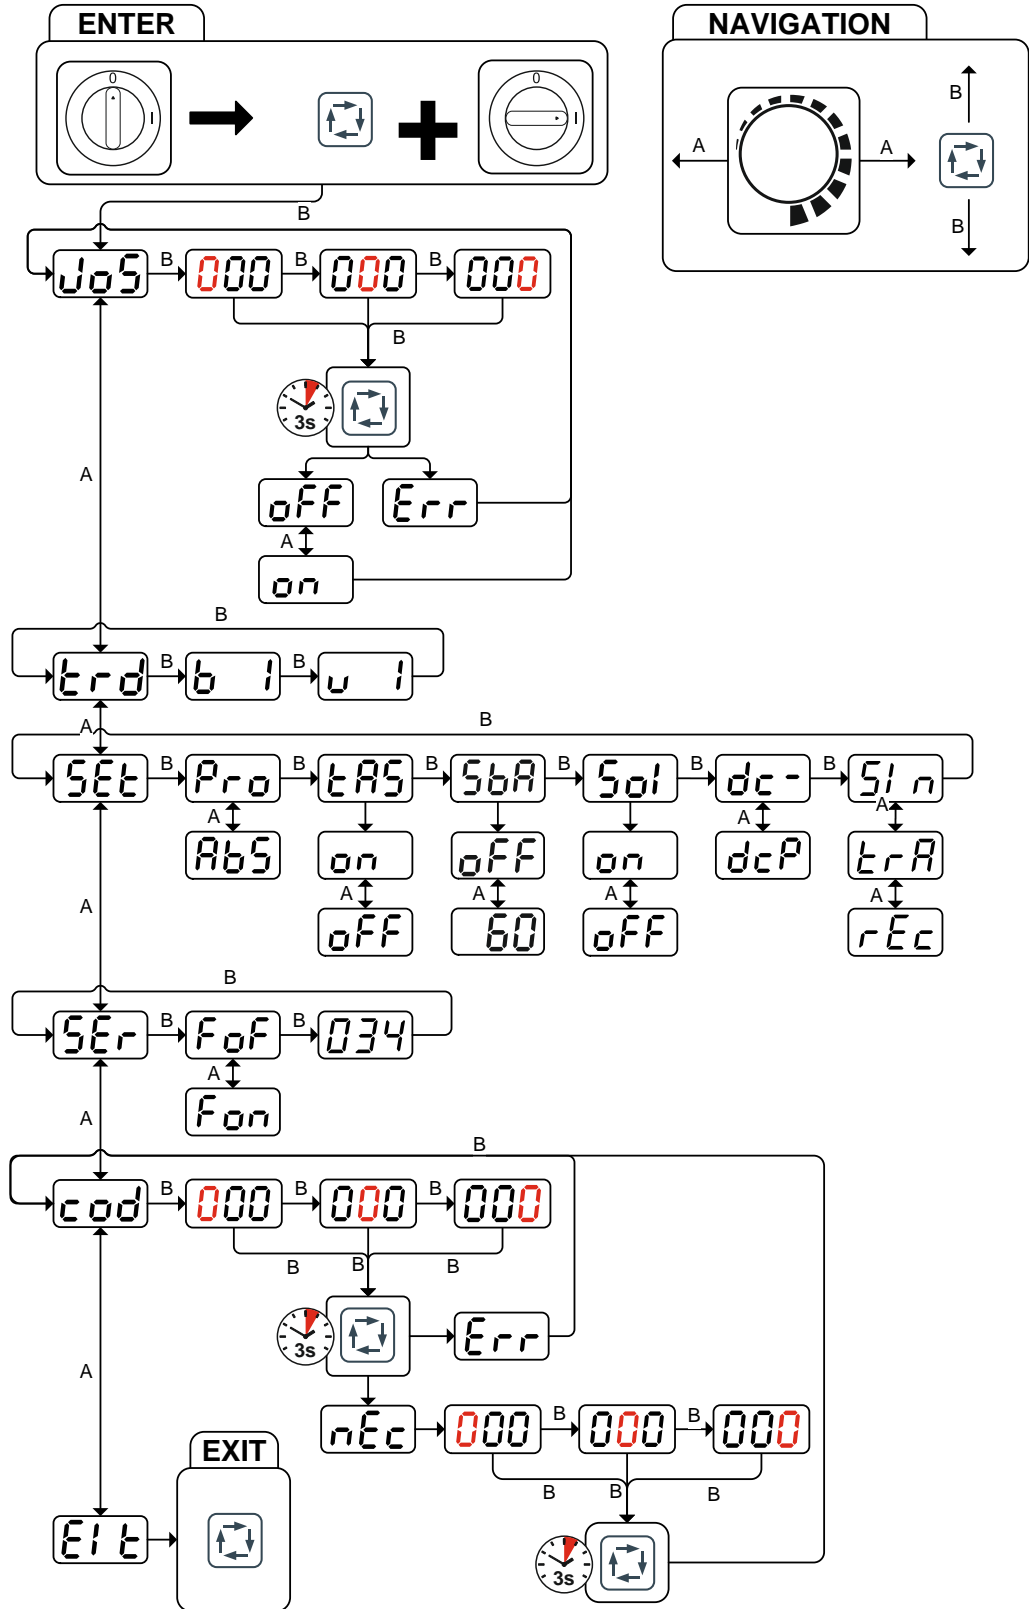 ENTER
NAVIGATION
0
I
0
I
B
A
A
B
B
JoS
B
000
B
000
B
000
B
3s
A
oFF
Err
A
on
B
trd
B
b 1
B
u 1
A
B
SEt
B
Pro
B
tAS
B
SbA
B
Sol
B
dc-
B
SI n
A
A
A
AbS
on
oFF
on
dcP
trA
A
A
A
A
A
oFF
60
oFF
rEc
B
SEr
B
FoF
B
034
A
A
Fon
B
cod
B
000
B
000
B
000
B
B
B
3s
Err
A
nEc
000
B
000
B
000
B
B
B
EXIT
EI t
3s